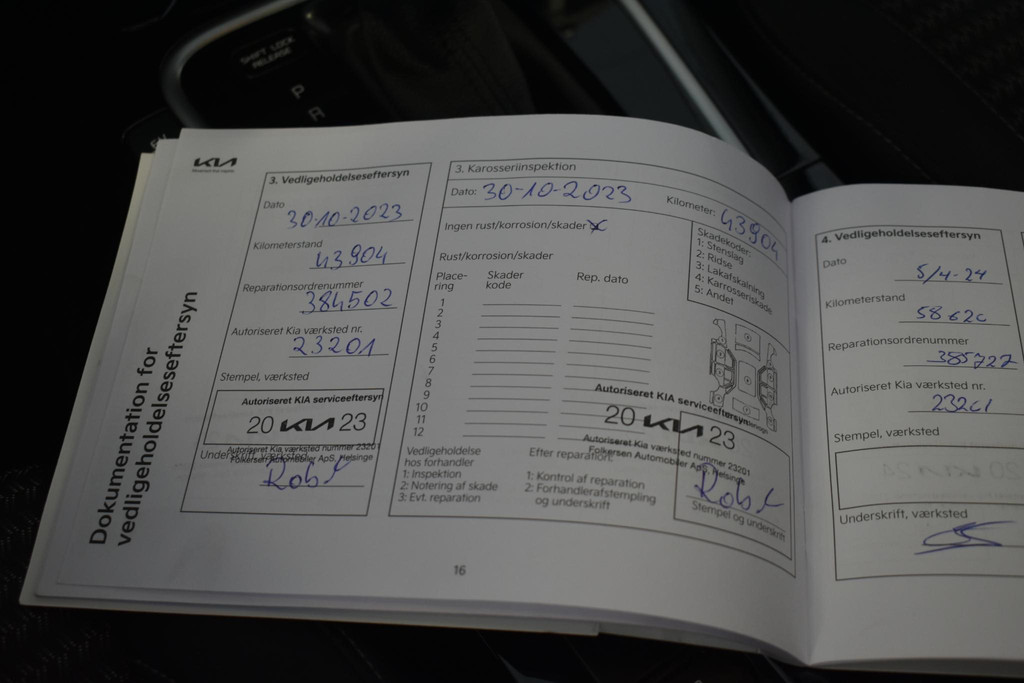 SHIFT LOCK
RELEASE
P
R
KIA
Dokumentation for
vedligeholdelseseftersyn
3. Vedligeholdelseseftersyn
Dato
30-10-2023
Kilometerstand
43904
Reparationsordrenummer
384502
Autoriseret Kia værksted nr.
23201
Stempel, værksted
Autoriseret KIA serviceeftersyn
20 KIA 23
Autoriseret Kia værksted nummer 23201
Folkersen Automobiler ApS, Helsinge
Underskrift, værksted
3. Karosseriinspektion
Dato: 30-10-2023 Kilometer: 43904
Ingen rust/korrosion/skader X
Rust/korrosion/skader
Skadekoder:
1: Stenslag
2: Ridse
3: Lakafskalning
4: Karrosseriskade
5: Andet
Place-
ring
Skader
kode
Rep. dato
1
2
3
4
5
6
7
8
9
10
11
12
Autoriseret KIA serviceeftersyn
20 KIA 23
Autoriseret Kia værksted nummer 23201
Folkersen Automobiler ApS, Helsinge
Vedligeholdelse
hos forhandler
1: Inspektion
2: Notering af skade
3: Evt. reparation
Efter reparation:
1: Kontrol af reparation
2: Forhandlerafstempling
og underskrift
Stempel og underskrift
16
4. Vedligeholdelseseftersyn
Dato
5/4-24
Kilometerstand
58620
Reparationsordrenummer
385727
Autoriseret Kia værksted nr.
23201
Stempel, værksted
20 KIA 24
Underskrift, værksted